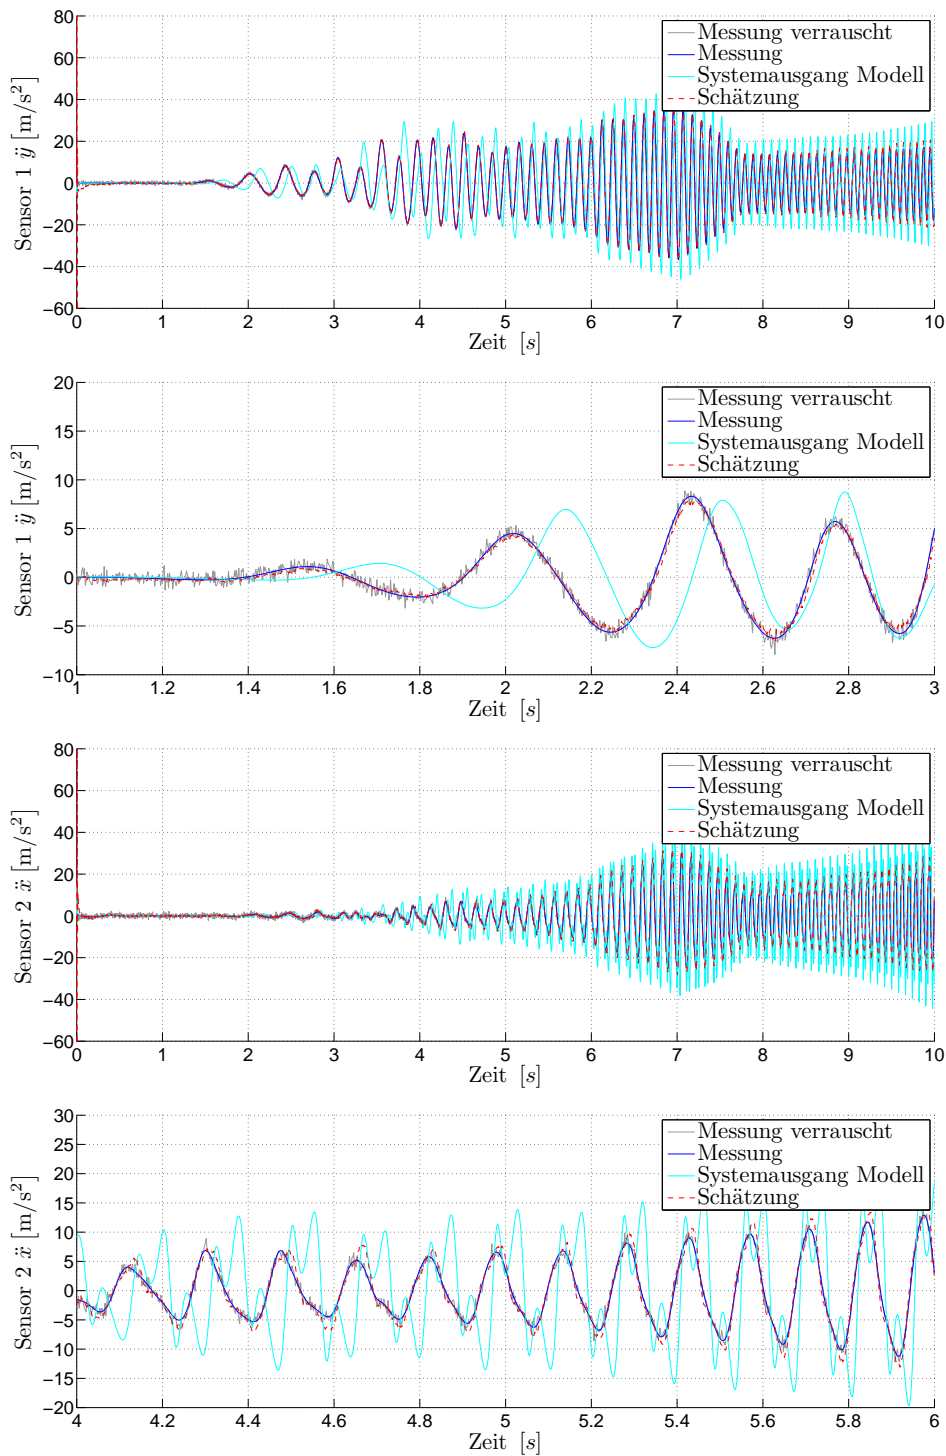 80
60
40
20
0
−20
−40
−60
Sensor 1 ÿ [m/s²]
Messung verrauscht
Messung
Systemausgang Modell
Schätzung
0 1 2 3 4 5 6 7 8 9 10
Zeit [s]
20
15
10
5
0
−5
−10
Sensor 1 ÿ [m/s²]
Messung verrauscht
Messung
Systemausgang Modell
Schätzung
1 1.2 1.4 1.6 1.8 2 2.2 2.4 2.6 2.8 3
Zeit [s]
80
60
40
20
0
−20
−40
−60
Sensor 2 ẍ [m/s²]
Messung verrauscht
Messung
Systemausgang Modell
Schätzung
0 1 2 3 4 5 6 7 8 9 10
Zeit [s]
30
25
20
15
10
5
0
−5
−10
−15
−20
Sensor 2 ẍ [m/s²]
Messung verrauscht
Messung
Systemausgang Modell
Schätzung
4 4.2 4.4 4.6 4.8 5 5.2 5.4 5.6 5.8 6
Zeit [s]